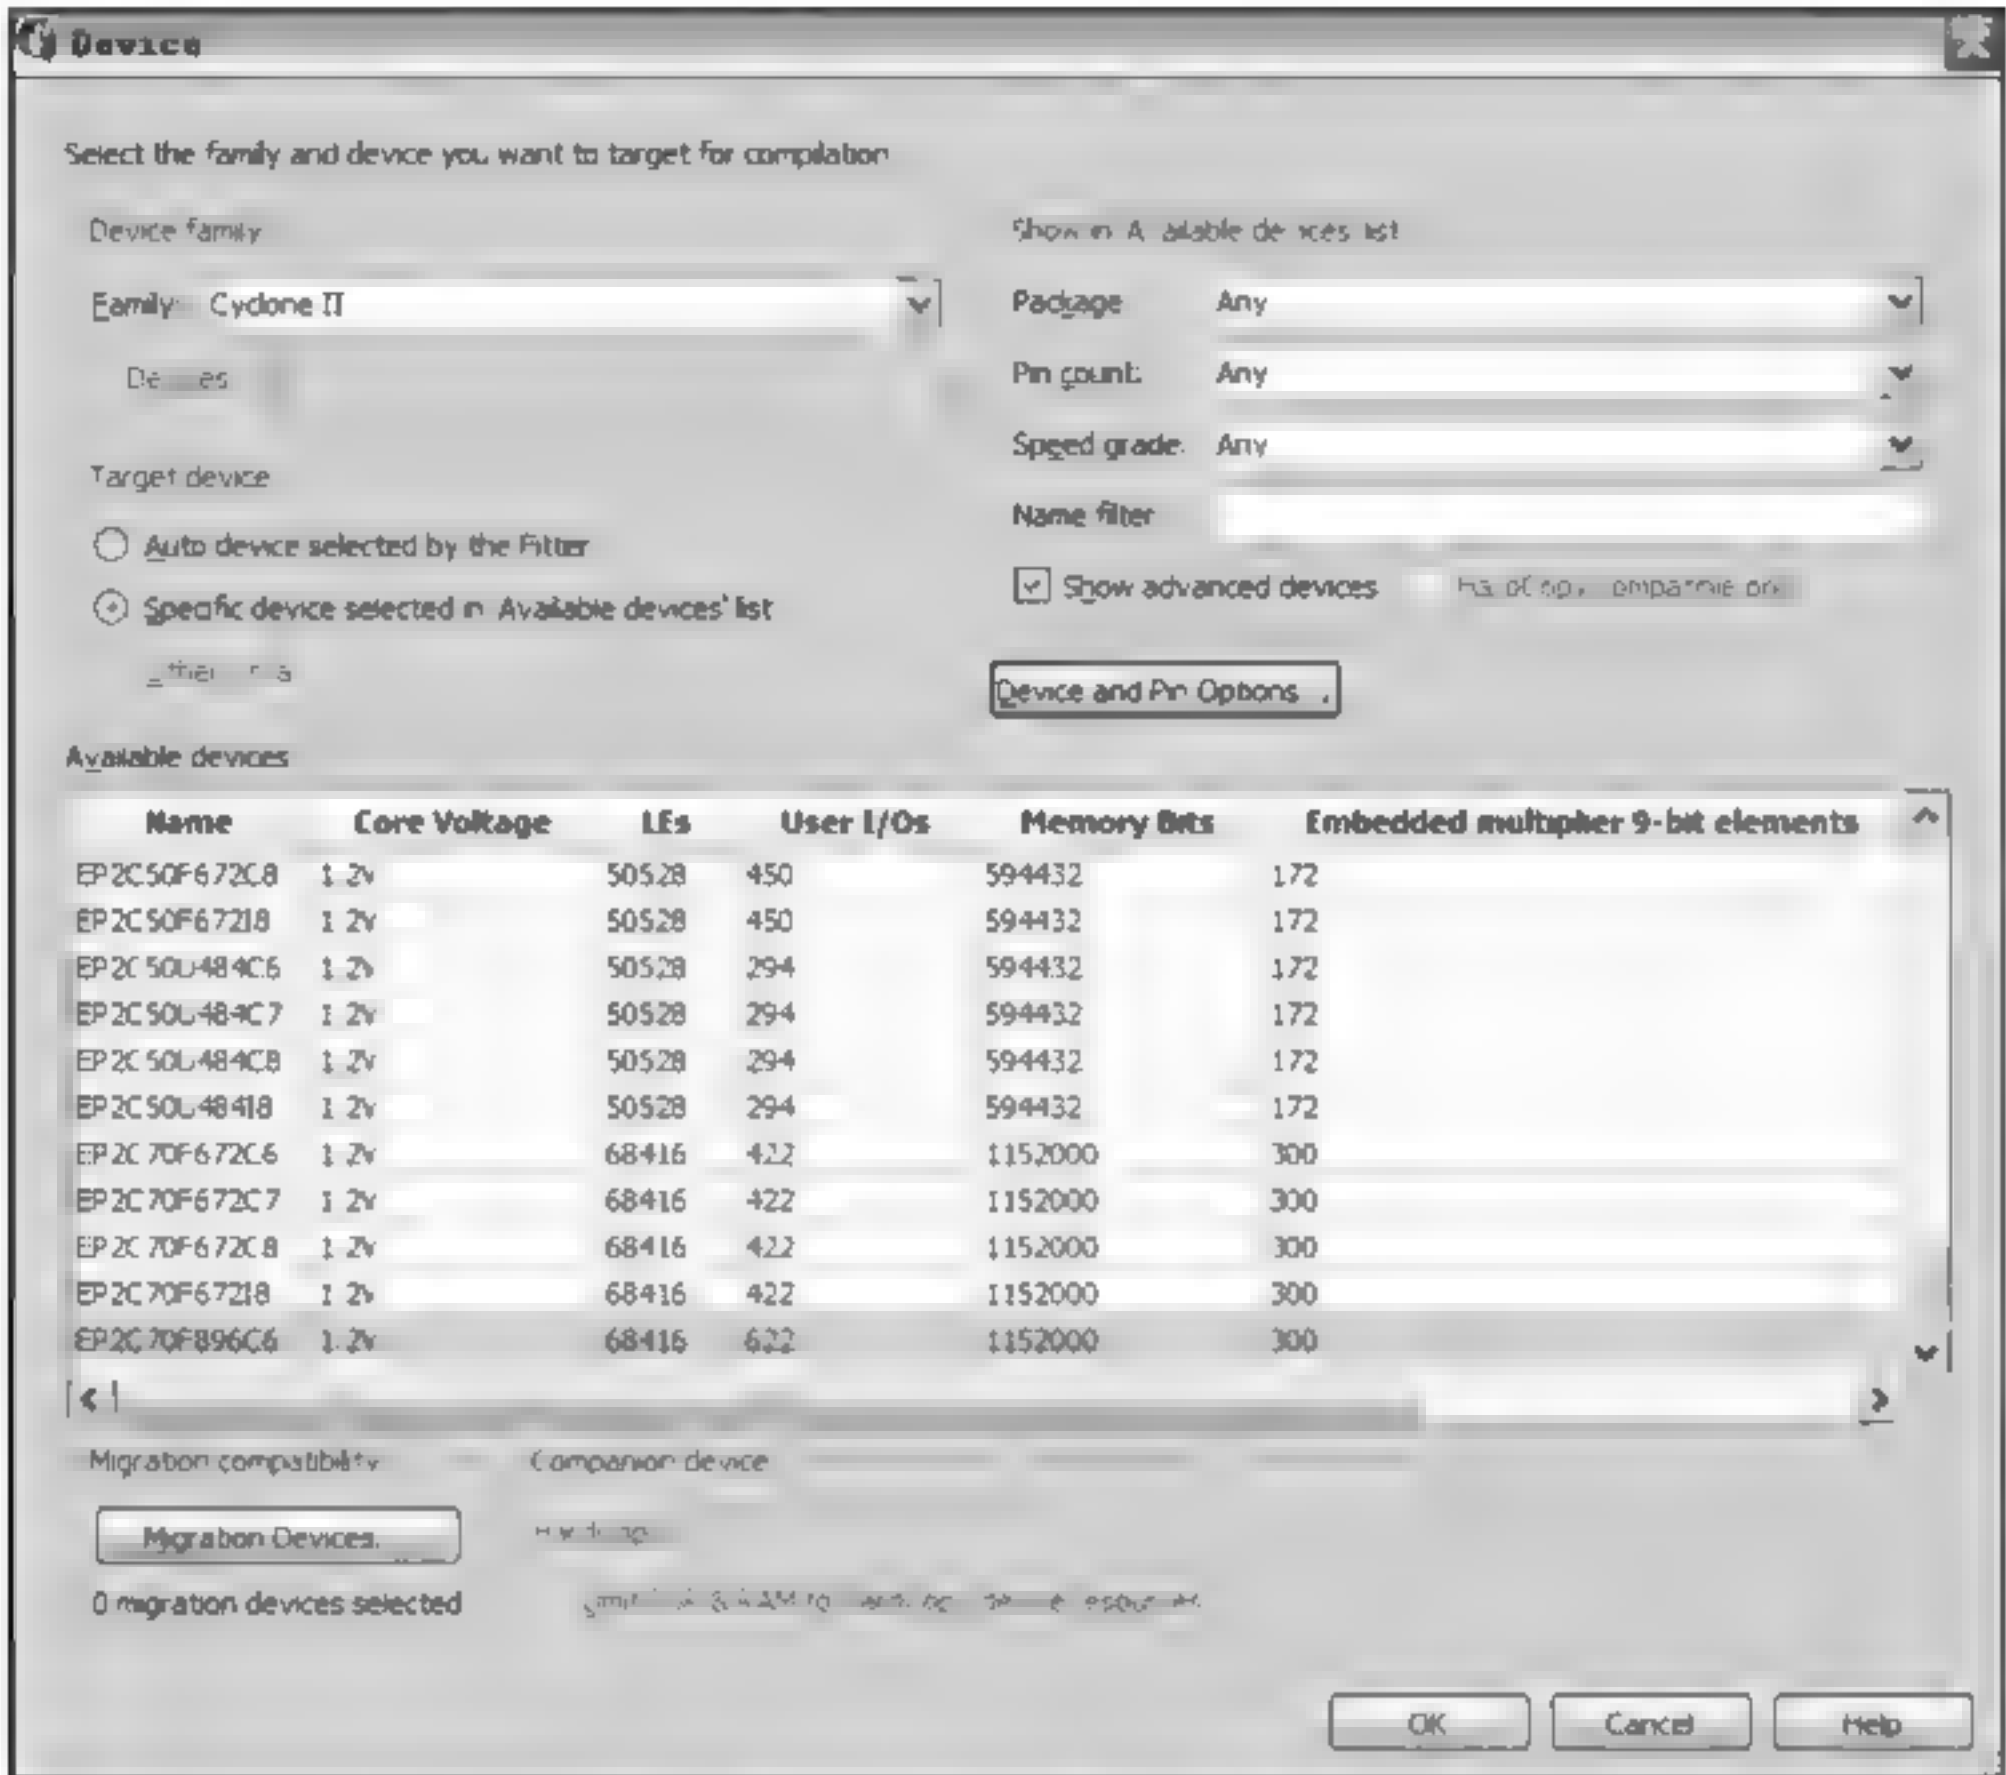 Device
Select the family and device you want to target for compilation
Device family
Family: Cyclone II
Devices
Target device
Auto device selected by the Fitter
Specific device selected in 'Available devices' list
Show in 'Available devices' list
Package Any
Pin count: Any
Speed grade: Any
Name filter
Show advanced devices
Device and Pin Options
Available devices
Name Core Voltage LEs User I/Os Memory Bits Embedded multiplier 9-bit elements
EP2C50F672C8 1.2V 50528 450 594432 172
EP2C50F672I8 1.2V 50528 450 594432 172
EP2C50U484C6 1.2V 50528 294 594432 172
EP2C50U484C7 1.2V 50528 294 594432 172
EP2C50U484C8 1.2V 50528 294 594432 172
EP2C50U484I8 1.2V 50528 294 594432 172
EP2C70F672C6 1.2V 68416 422 1152000 300
EP2C70F672C7 1.2V 68416 422 1152000 300
EP2C70F672C8 1.2V 68416 422 1152000 300
EP2C70F672I8 1.2V 68416 422 1152000 300
EP2C70F896C6 1.2V 68416 622 1152000 300
Migration compatibility
Migration Devices...
0 migration devices selected
Companion device
OK Cancel Help